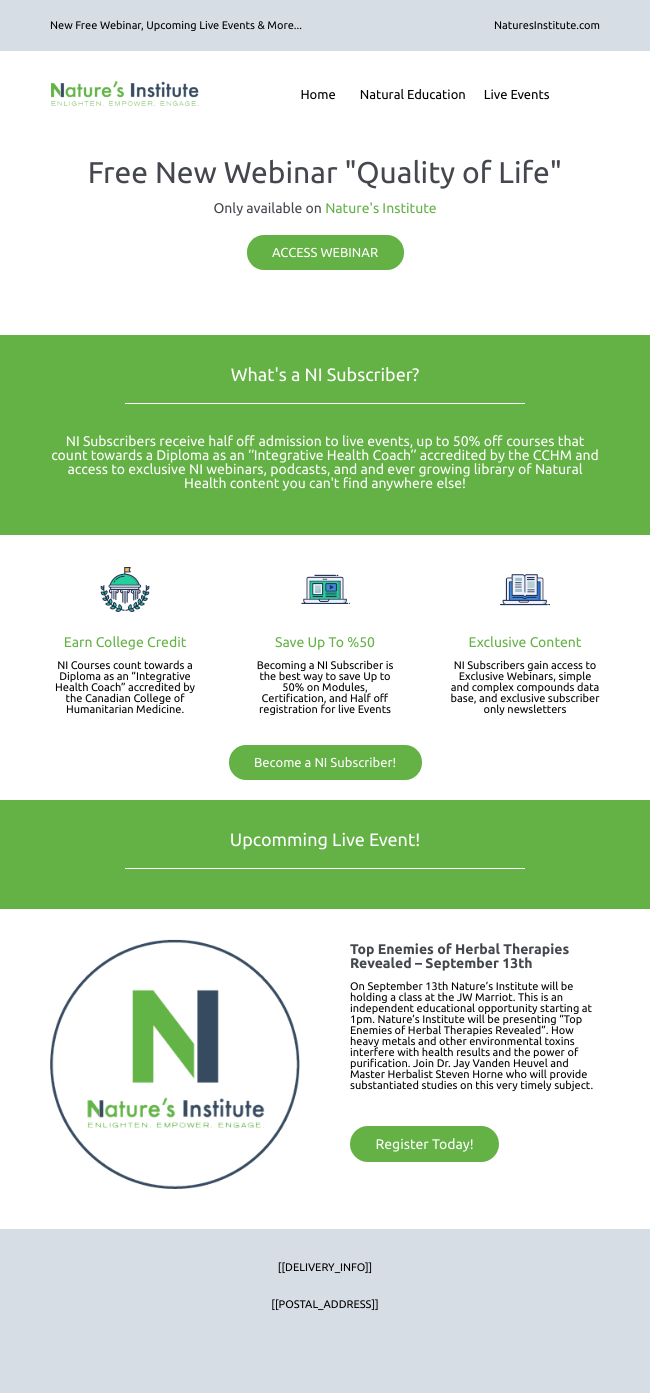 New Free Webinar, Upcoming Live Events & More...
NaturesInstitute.com
Nature's Institute
ENLIGHTEN. EMPOWER. ENGAGE.
Home Natural Education Live Events
Free New Webinar "Quality of Life"
Only available on Nature's Institute
ACCESS WEBINAR
What's a NI Subscriber?
NI Subscribers receive half off admission to live events, up to 50% off courses that
count towards a Diploma as an “Integrative Health Coach” accredited by the CCHM and
access to exclusive NI webinars, podcasts, and and ever growing library of Natural
Health content you can't find anywhere else!
Earn College Credit
NI Courses count towards a
Diploma as an “Integrative
Health Coach” accredited by
the Canadian College of
Humanitarian Medicine.
Save Up To %50
Becoming a NI Subscriber is
the best way to save Up to
50% on Modules,
Certification, and Half off
registration for live Events
Exclusive Content
NI Subscribers gain access to
Exclusive Webinars, simple
and complex compounds data
base, and exclusive subscriber
only newsletters
Become a NI Subscriber!
Upcomming Live Event!
N
Nature's Institute
ENLIGHTEN. EMPOWER. ENGAGE.
Top Enemies of Herbal Therapies
Revealed – September 13th
On September 13th Nature’s Institute will be
holding a class at the JW Marriot. This is an
independent educational opportunity starting at
1pm. Nature’s Institute will be presenting “Top
Enemies of Herbal Therapies Revealed”. How
heavy metals and other environmental toxins
interfere with health results and the power of
purification. Join Dr. Jay Vanden Heuvel and
Master Herbalist Steven Horne who will provide
substantiated studies on this very timely subject.
Register Today!
[[DELIVERY_INFO]]
[[POSTAL_ADDRESS]]